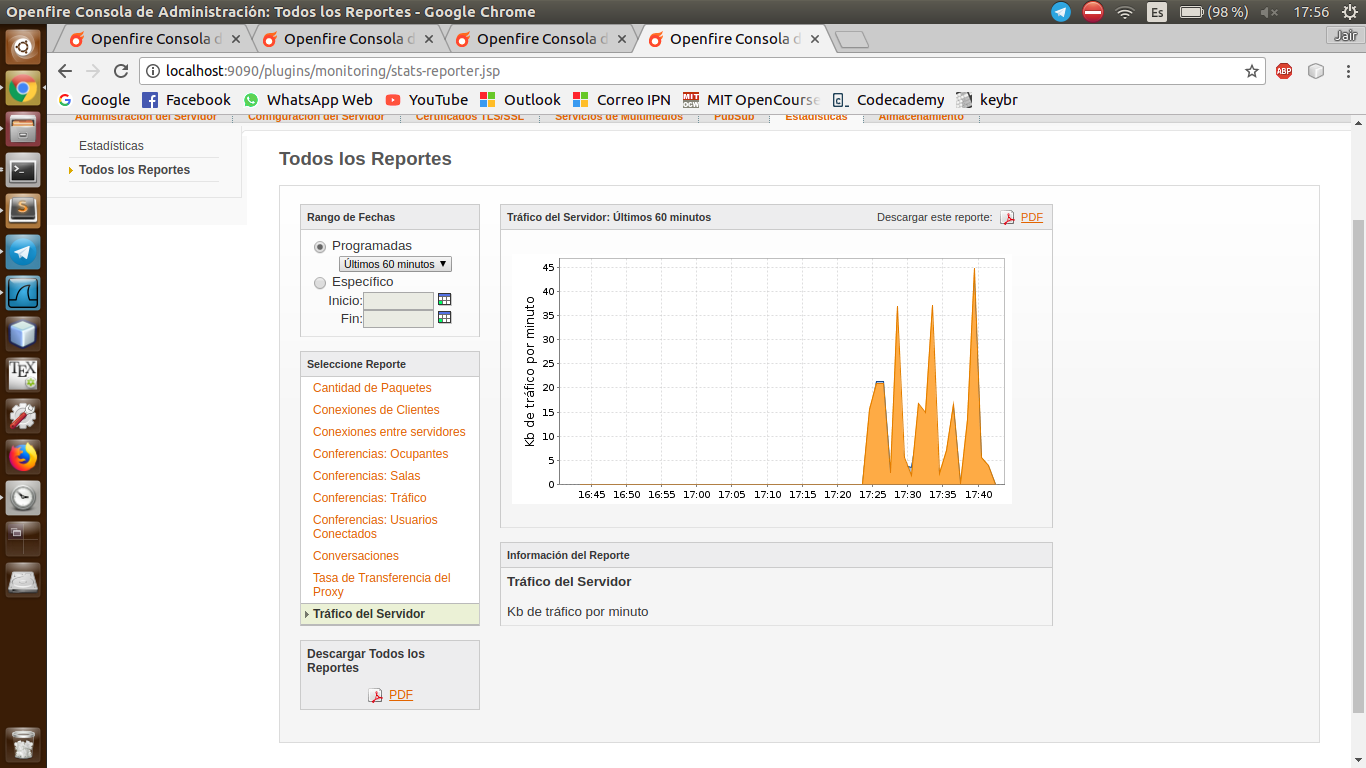 Openfire Consola de Administración: Todos los Reportes - Google Chrome
Es
(98 %)
17:56
Openfire Consola d
Openfire Consola d
Openfire Consola d
Openfire Consola d
Jair
localhost:9090/plugins/monitoring/stats-reporter.jsp
ABP
Google
Facebook
WhatsApp Web
YouTube
Outlook
Correo IPN
MIT OpenCourse
Codecademy
keybr
Administración del Servidor
Configuración del Servidor
Certificados TLS/SSL
Servicios de Multimedios
PubSub
Estadísticas
Almacenamiento
Estadísticas
Todos los Reportes
Todos los Reportes
Rango de Fechas
Programadas
Últimos 60 minutos
Específico
Inicio:
Fin:
Seleccione Reporte
Cantidad de Paquetes
Conexiones de Clientes
Conexiones entre servidores
Conferencias: Ocupantes
Conferencias: Salas
Conferencias: Tráfico
Conferencias: Usuarios
Conectados
Conversaciones
Tasa de Transferencia del
Proxy
Tráfico del Servidor
Descargar Todos los
Reportes
PDF
Tráfico del Servidor: Últimos 60 minutos
Descargar este reporte:
PDF
Kb de tráfico por minuto
45
40
35
30
25
20
15
10
5
0
16:45 16:50 16:55 17:00 17:05 17:10 17:15 17:20 17:25 17:30 17:35 17:40
Información del Reporte
Tráfico del Servidor
Kb de tráfico por minuto